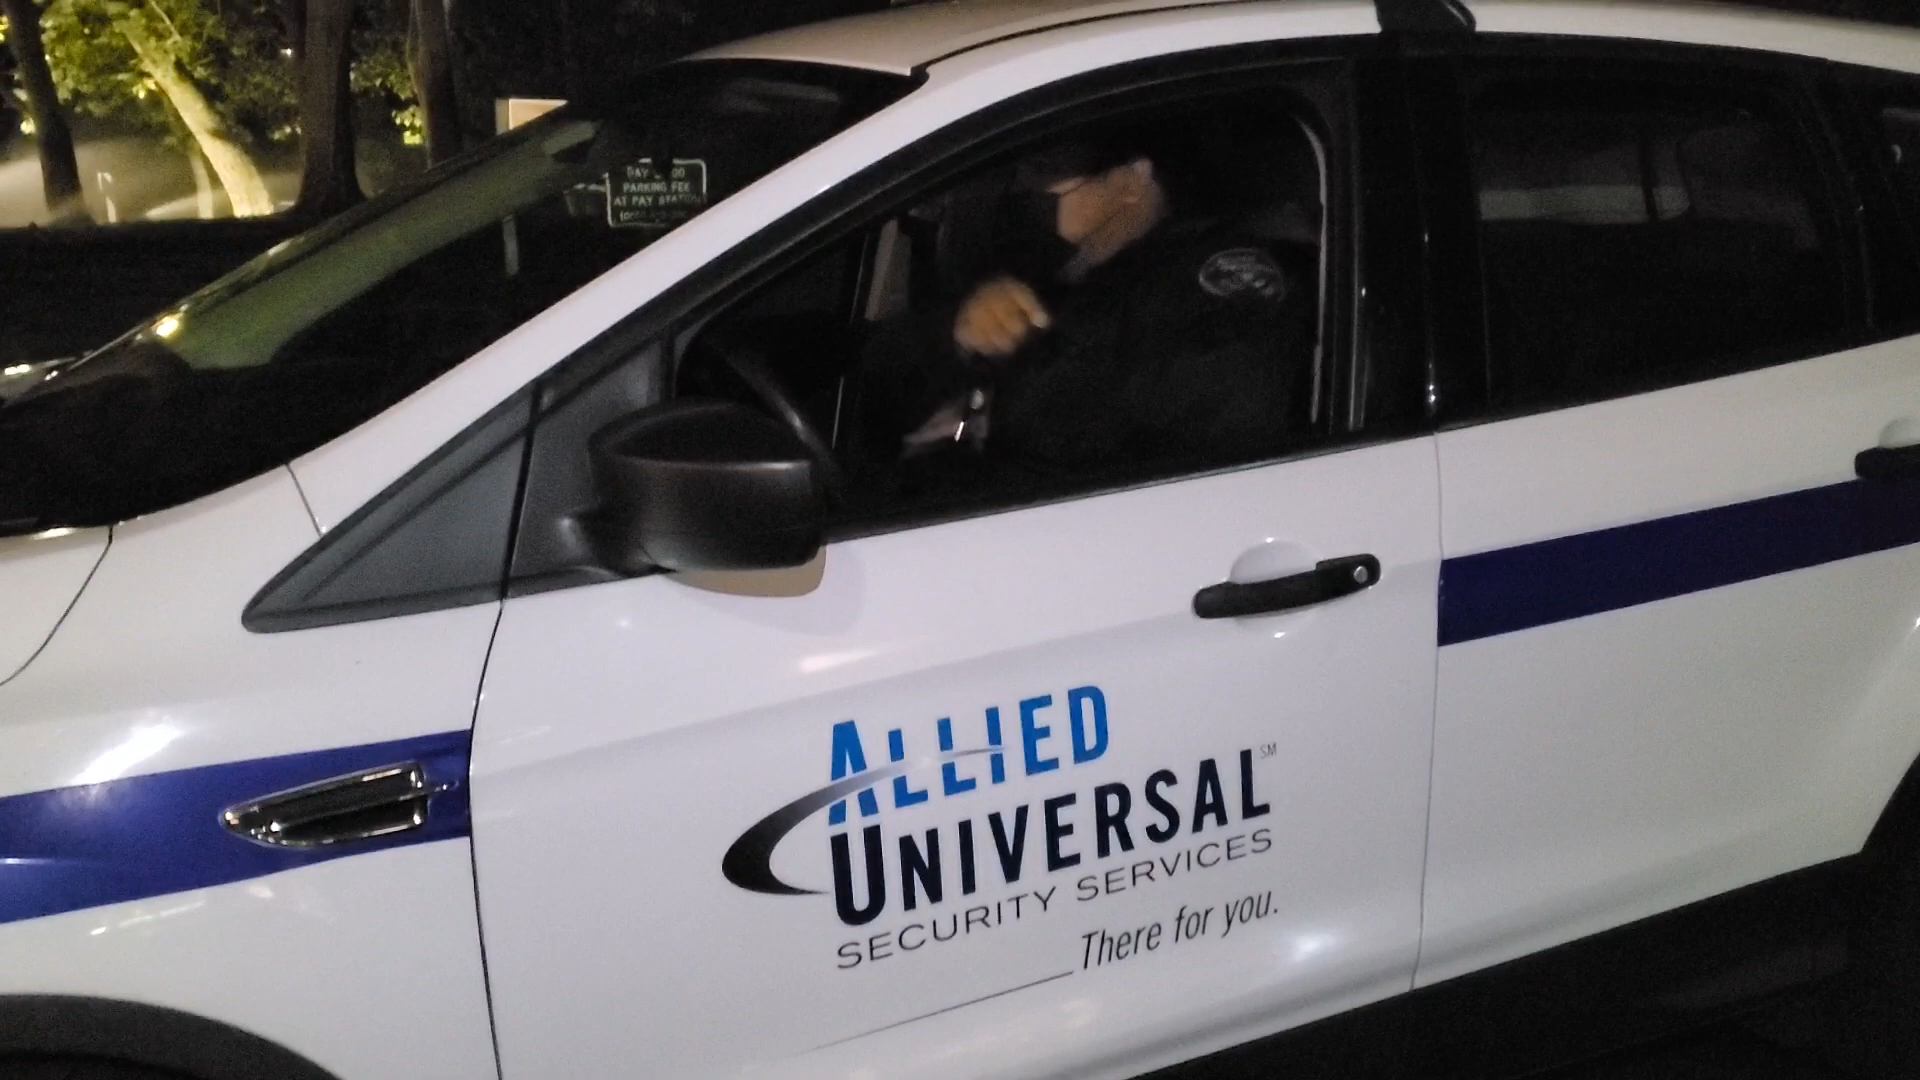 PARKING FEE
AT PAY STATION
ALLIED
UNIVERSAL SM
SECURITY SERVICES
There for you.